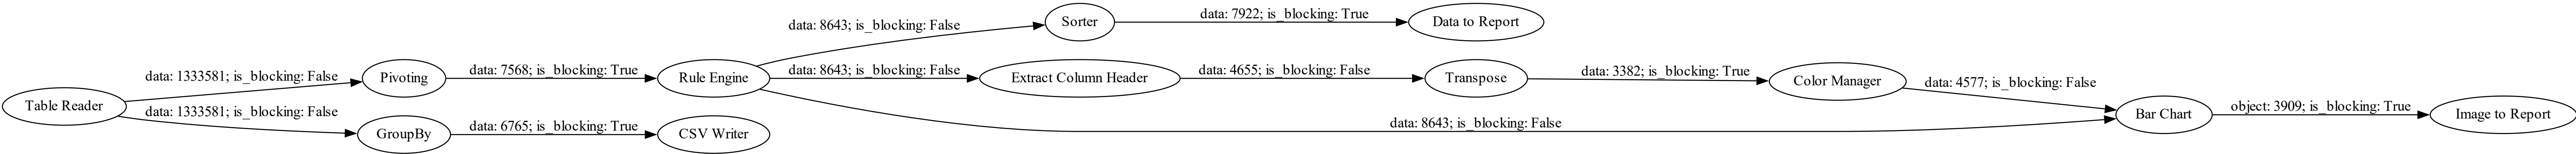 data: 8643; is_blocking: False
Sorter
data: 7922; is_blocking: True
Data to Report
data: 1333581; is_blocking: False
Pivoting
data: 7568; is_blocking: True
Rule Engine
data: 8643; is_blocking: False
Extract Column Header
data: 4655; is_blocking: False
Transpose
data: 3382; is_blocking: True
Color Manager
data: 4577; is_blocking: False
Table Reader
data: 1333581; is_blocking: False
GroupBy
data: 6765; is_blocking: True
CSV Writer
data: 8643; is_blocking: False
Bar Chart
object: 3909; is_blocking: True
Image to Report